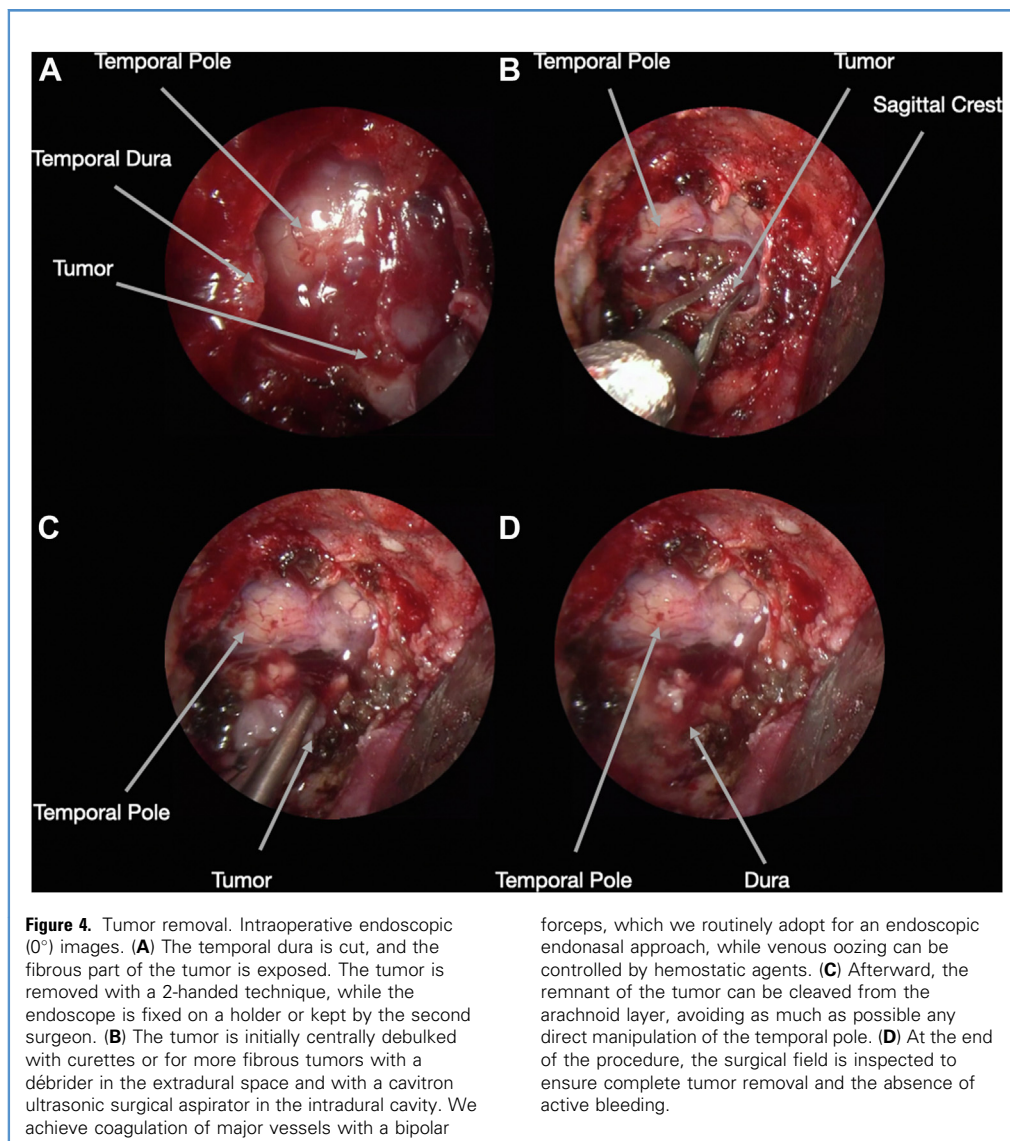 A
Temporal Pole
Temporal Dura
Tumor
B
Temporal Pole
Tumor
Sagittal Crest
C
Temporal Pole
Tumor
D
Temporal Pole
Dura
Figure 4. Tumor removal. Intraoperative endoscopic
(0°) images. (A) The temporal dura is cut, and the
fibrous part of the tumor is exposed. The tumor is
removed with a 2-handed technique, while the
endoscope is fixed on a holder or kept by the second
surgeon. (B) The tumor is initially centrally debulked
with curettes or for more fibrous tumors with a
débrider in the extradural space and with a cavitron
ultrasonic surgical aspirator in the intradural cavity. We
achieve coagulation of major vessels with a bipolar
forceps, which we routinely adopt for an endoscopic
endonasal approach, while venous oozing can be
controlled by hemostatic agents. (C) Afterward, the
remnant of the tumor can be cleaved from the
arachnoid layer, avoiding as much as possible any
direct manipulation of the temporal pole. (D) At the end
of the procedure, the surgical field is inspected to
ensure complete tumor removal and the absence of
active bleeding.